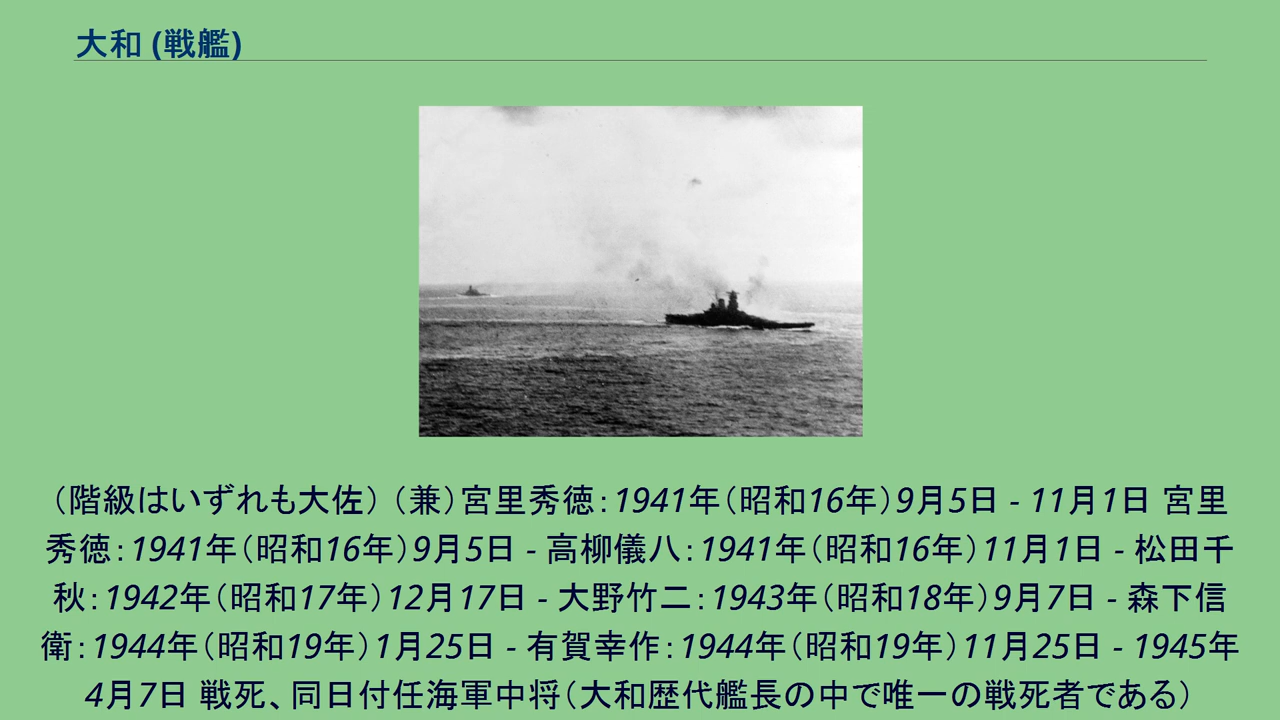 大和 (戦艦)
（階級はいずれも大佐）（兼）宮里秀徳：1941年（昭和16年）9月5日 - 11月1日 宮里
秀徳：1941年（昭和16年）9月5日 - 高柳儀八：1941年（昭和16年）11月1日 - 松田千
秋：1942年（昭和17年）12月17日 - 大野竹二：1943年（昭和18年）9月7日 - 森下信
衛：1944年（昭和19年）1月25日 - 有賀幸作：1944年（昭和19年）11月25日 - 1945年
4月7日 戦死、同日付任海軍中将（大和歴代艦長の中で唯一の戦死者である）